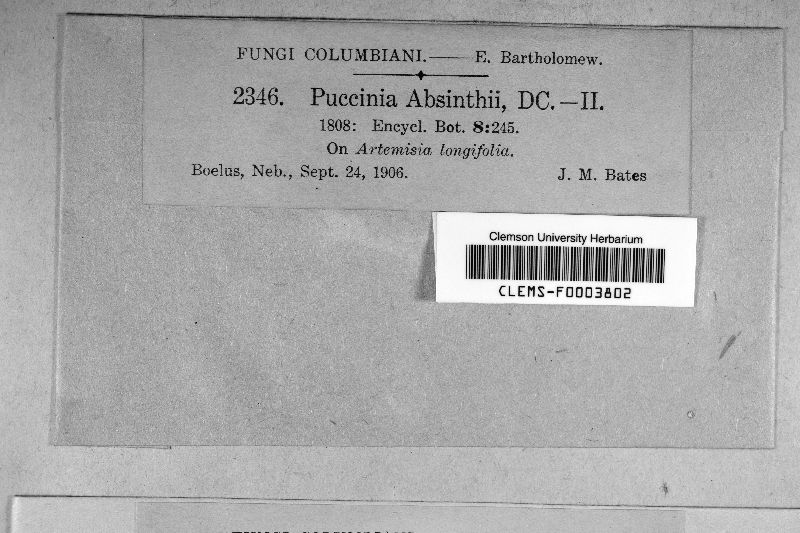 FUNGI COLUMBIANI.—— E. Bartholomew.
2346. Puccinia Absinthii, DC.—II.
1808: Encycl. Bot. 8:245.
On Artemisia longifolia.
Boelus, Neb., Sept. 24, 1906. J. M. Bates
Clemson University Herbarium
CLEMS-F0003802